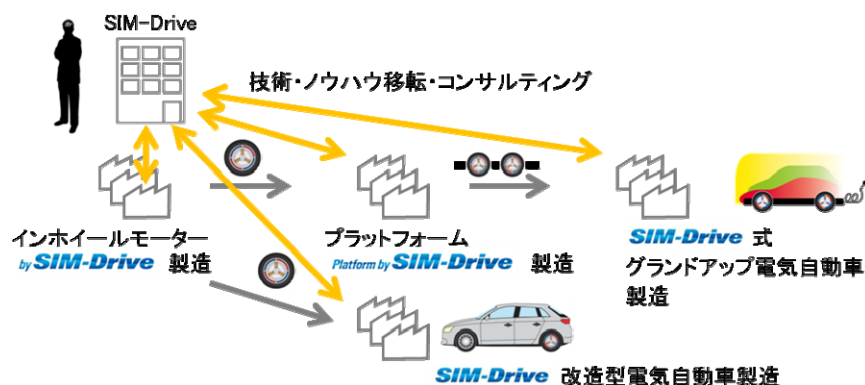 SIM-Drive
技術・ノウハウ移転・コンサルティング
インホイールモーター
by SIM-Drive 製造
プラットフォーム
Platform by SIM-Drive 製造
SIM-Drive 式
グランドアップ電気自動車
製造
SIM-Drive 改造型電気自動車製造